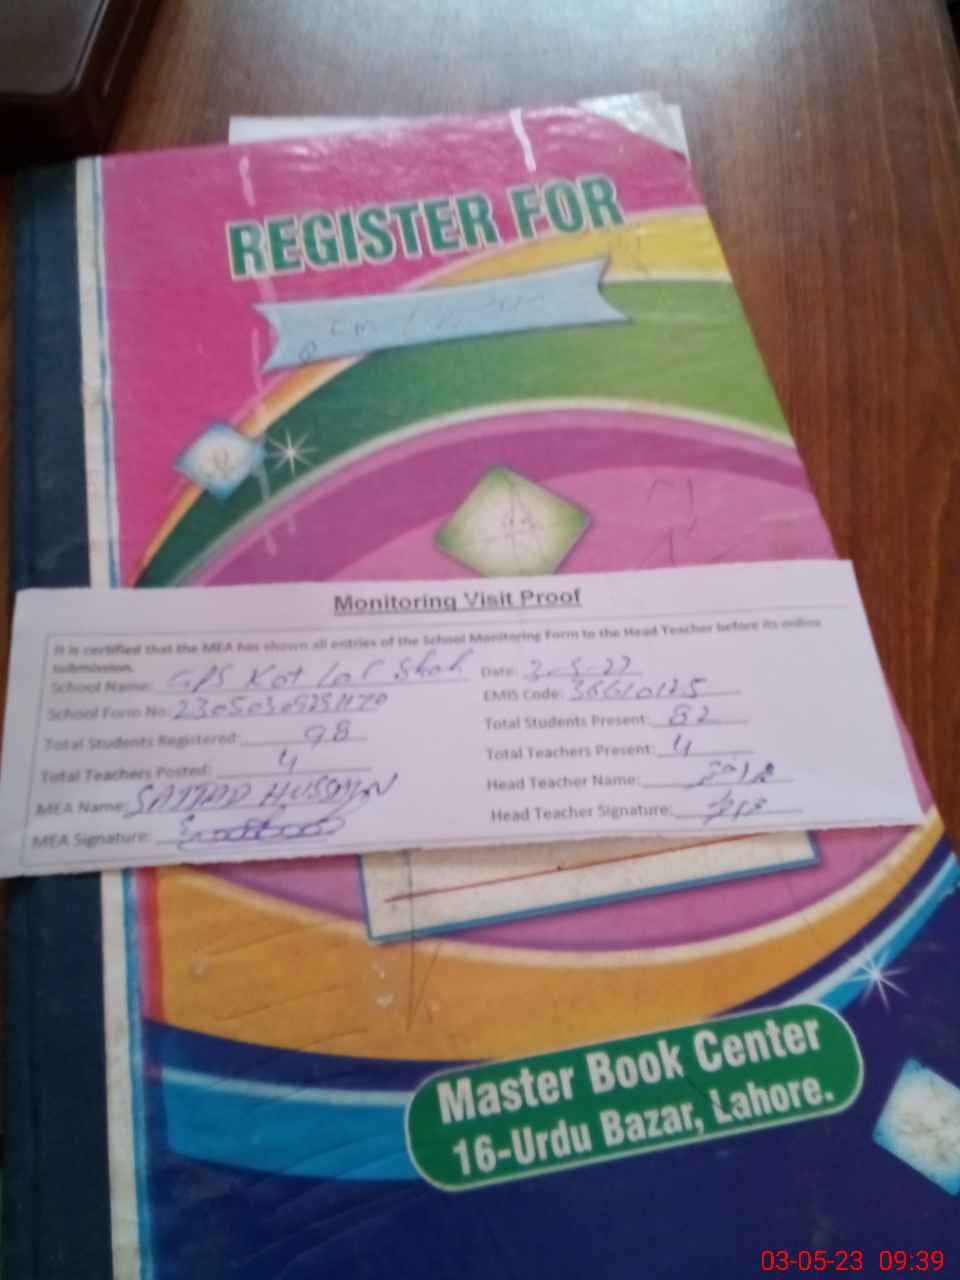 REGISTER FOR
Monitoring Visit Proof
It is certified that the MEA has shown all entries of the School Monitoring Form to the Head Teacher before its online
submission.
School Name: GPS Kot Lal Shah Date: 3-5-23
School Form No: EMIS Code: 36610125
Total Students Registered: 98 Total Students Present: 82
Total Teachers Posted: 4 Total Teachers Present: 4
MEA Name: SAJJAD HUSSAIN Head Teacher Name:
MEA Signature: Head Teacher Signature:
Master Book Center
16-Urdu Bazar, Lahore.
03-05-23 09:39